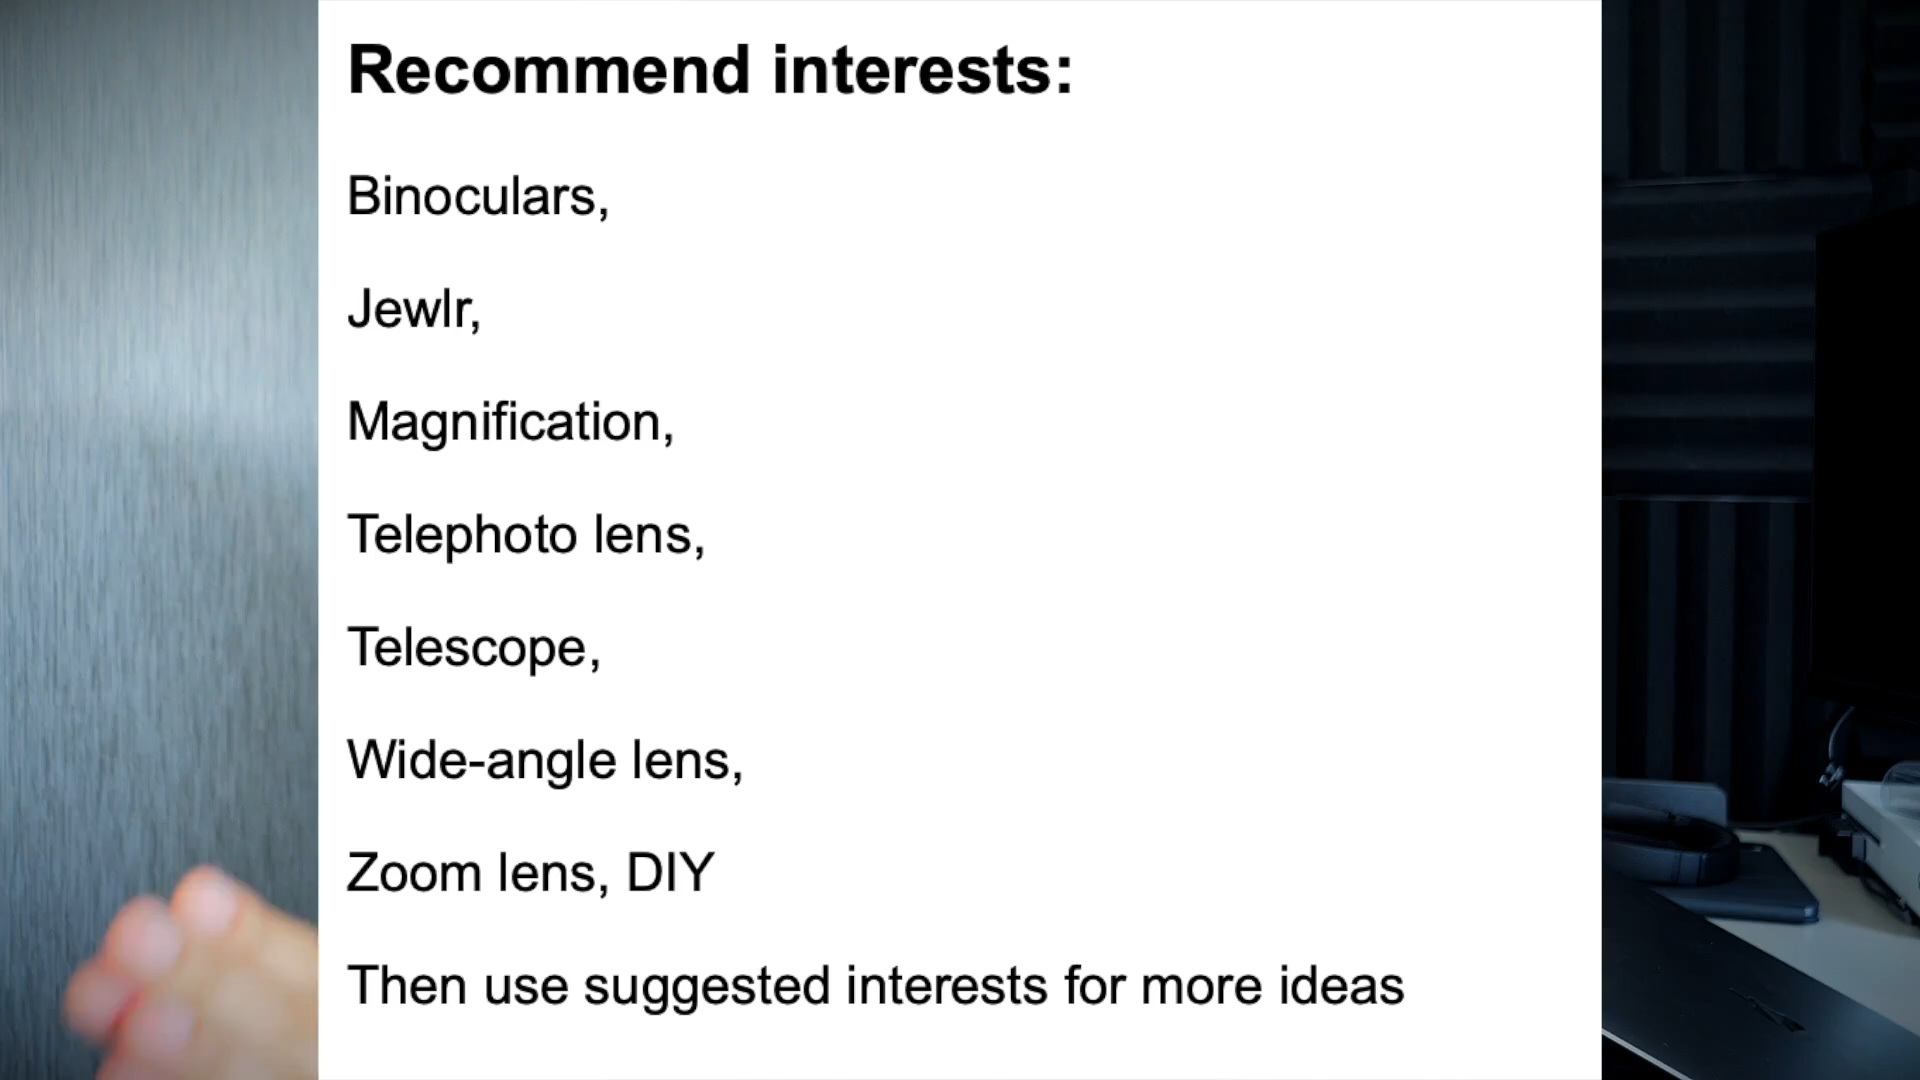 Recommend interests:
Binoculars,
Jewlr,
Magnification,
Telephoto lens,
Telescope,
Wide-angle lens,
Zoom lens, DIY
Then use suggested interests for more ideas